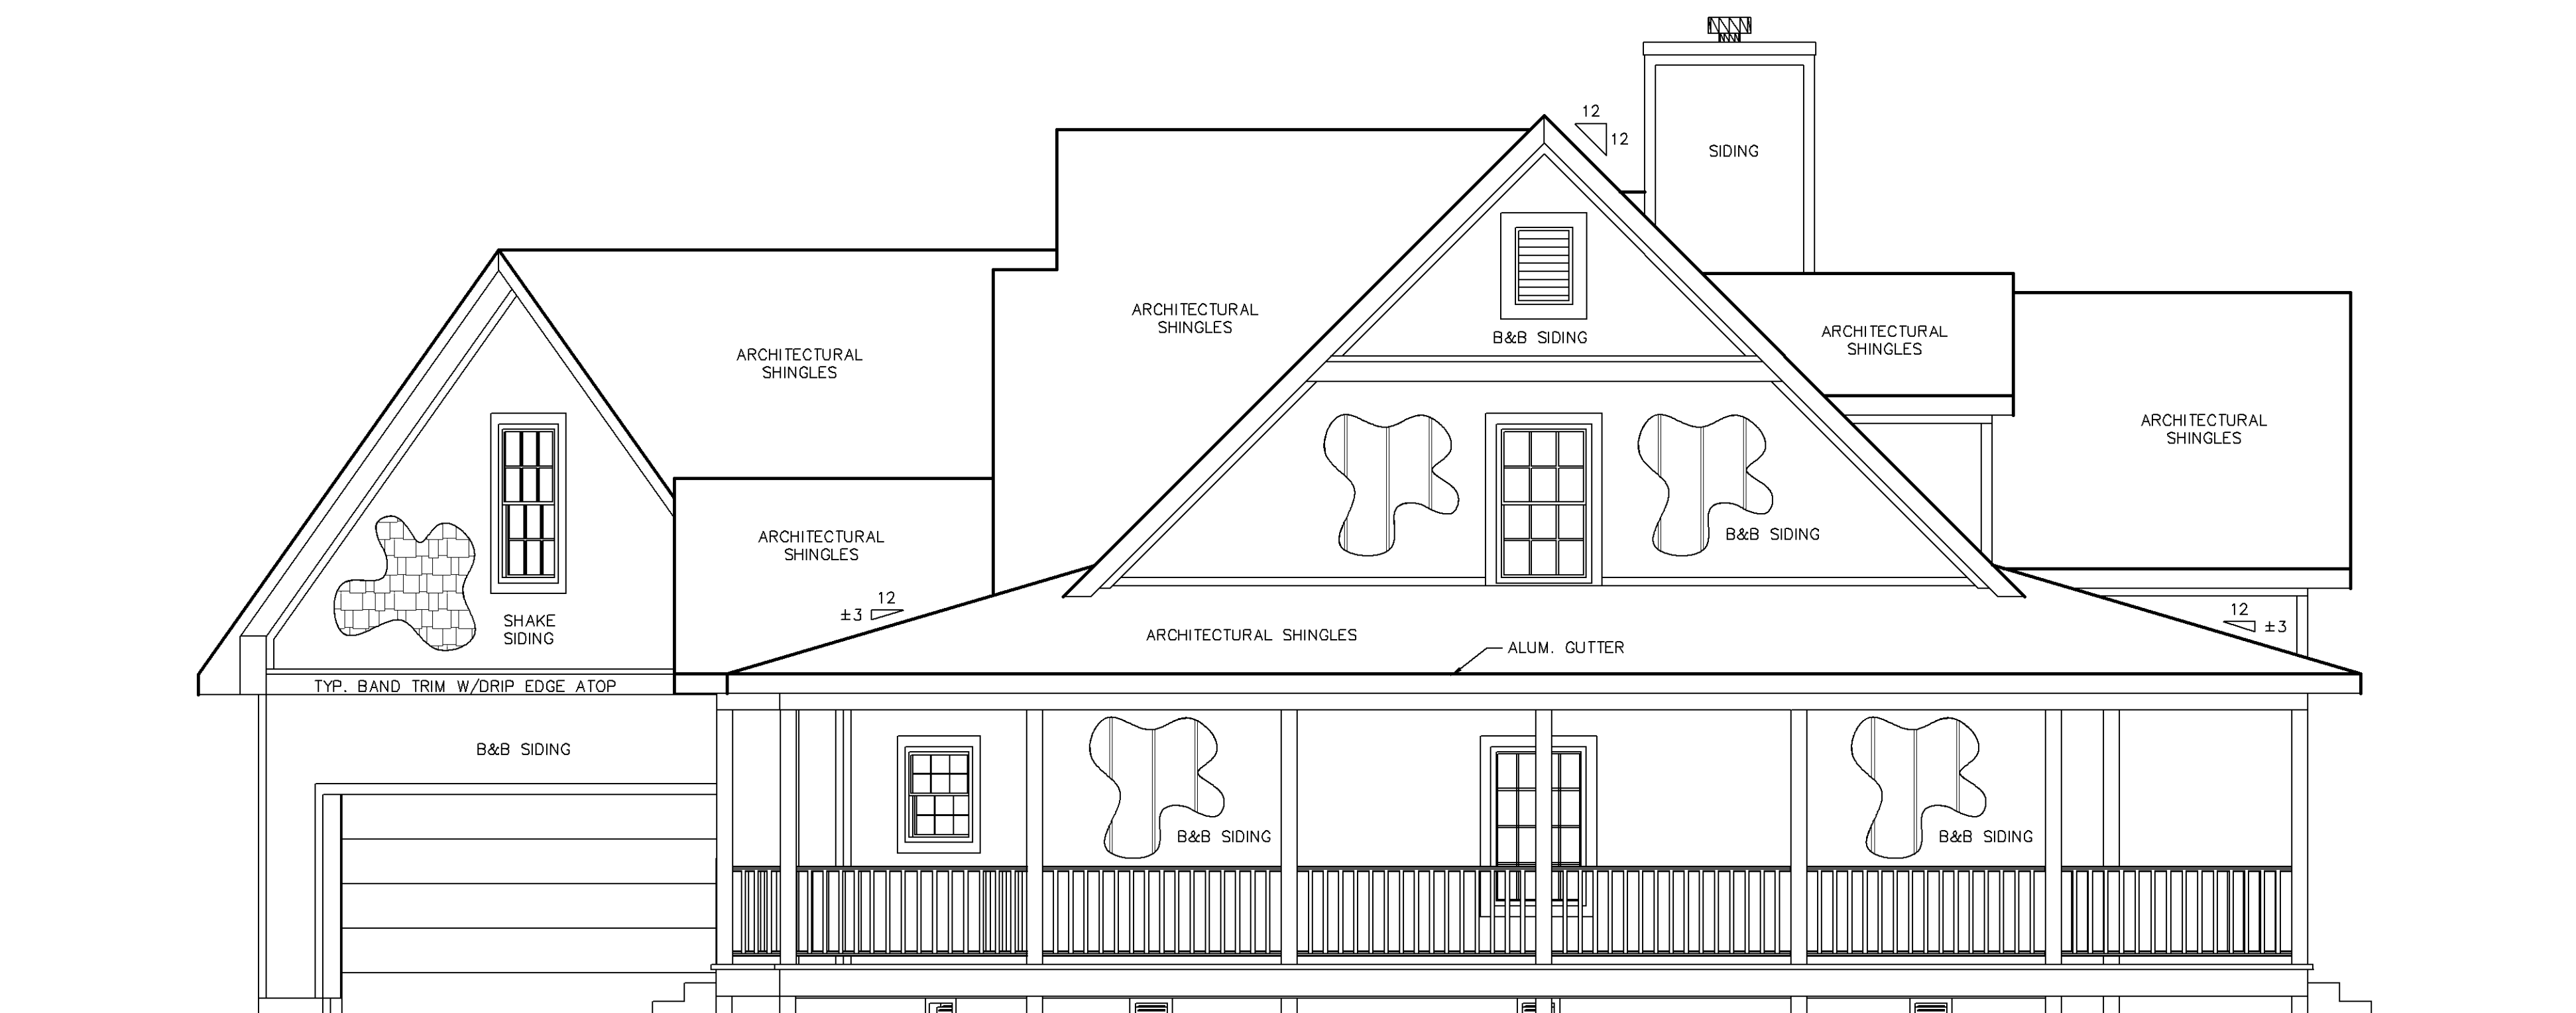 12
12
SIDING
ARCHITECTURAL
SHINGLES
B&B SIDING
ARCHITECTURAL
SHINGLES
ARCHITECTURAL
SHINGLES
ARCHITECTURAL
SHINGLES
ARCHITECTURAL
SHINGLES
B&B SIDING
12
±3
12
±3
SHAKE
SIDING
ARCHITECTURAL SHINGLES
ALUM. GUTTER
TYP. BAND TRIM W/DRIP EDGE ATOP
B&B SIDING
B&B SIDING
B&B SIDING